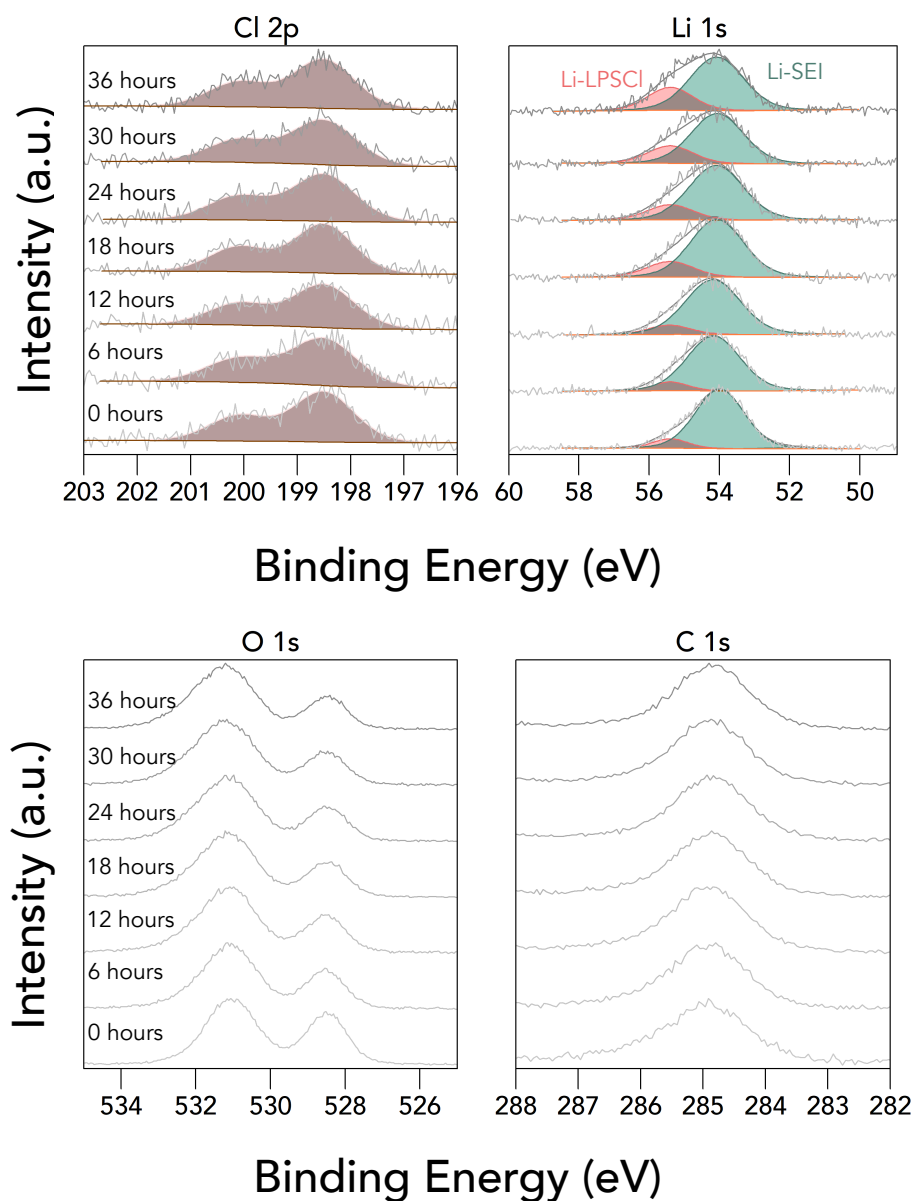 Cl 2p
Li 1s
Intensity (a.u.)
36 hours
30 hours
24 hours
18 hours
12 hours
6 hours
0 hours
Li-LPSCl
Li-SEI
203 202 201 200 199 198 197 196
60 58 56 54 52 50
Binding Energy (eV)
O 1s
C 1s
Intensity (a.u.)
36 hours
30 hours
24 hours
18 hours
12 hours
6 hours
0 hours
534 532 530 528 526
288 287 286 285 284 283 282
Binding Energy (eV)